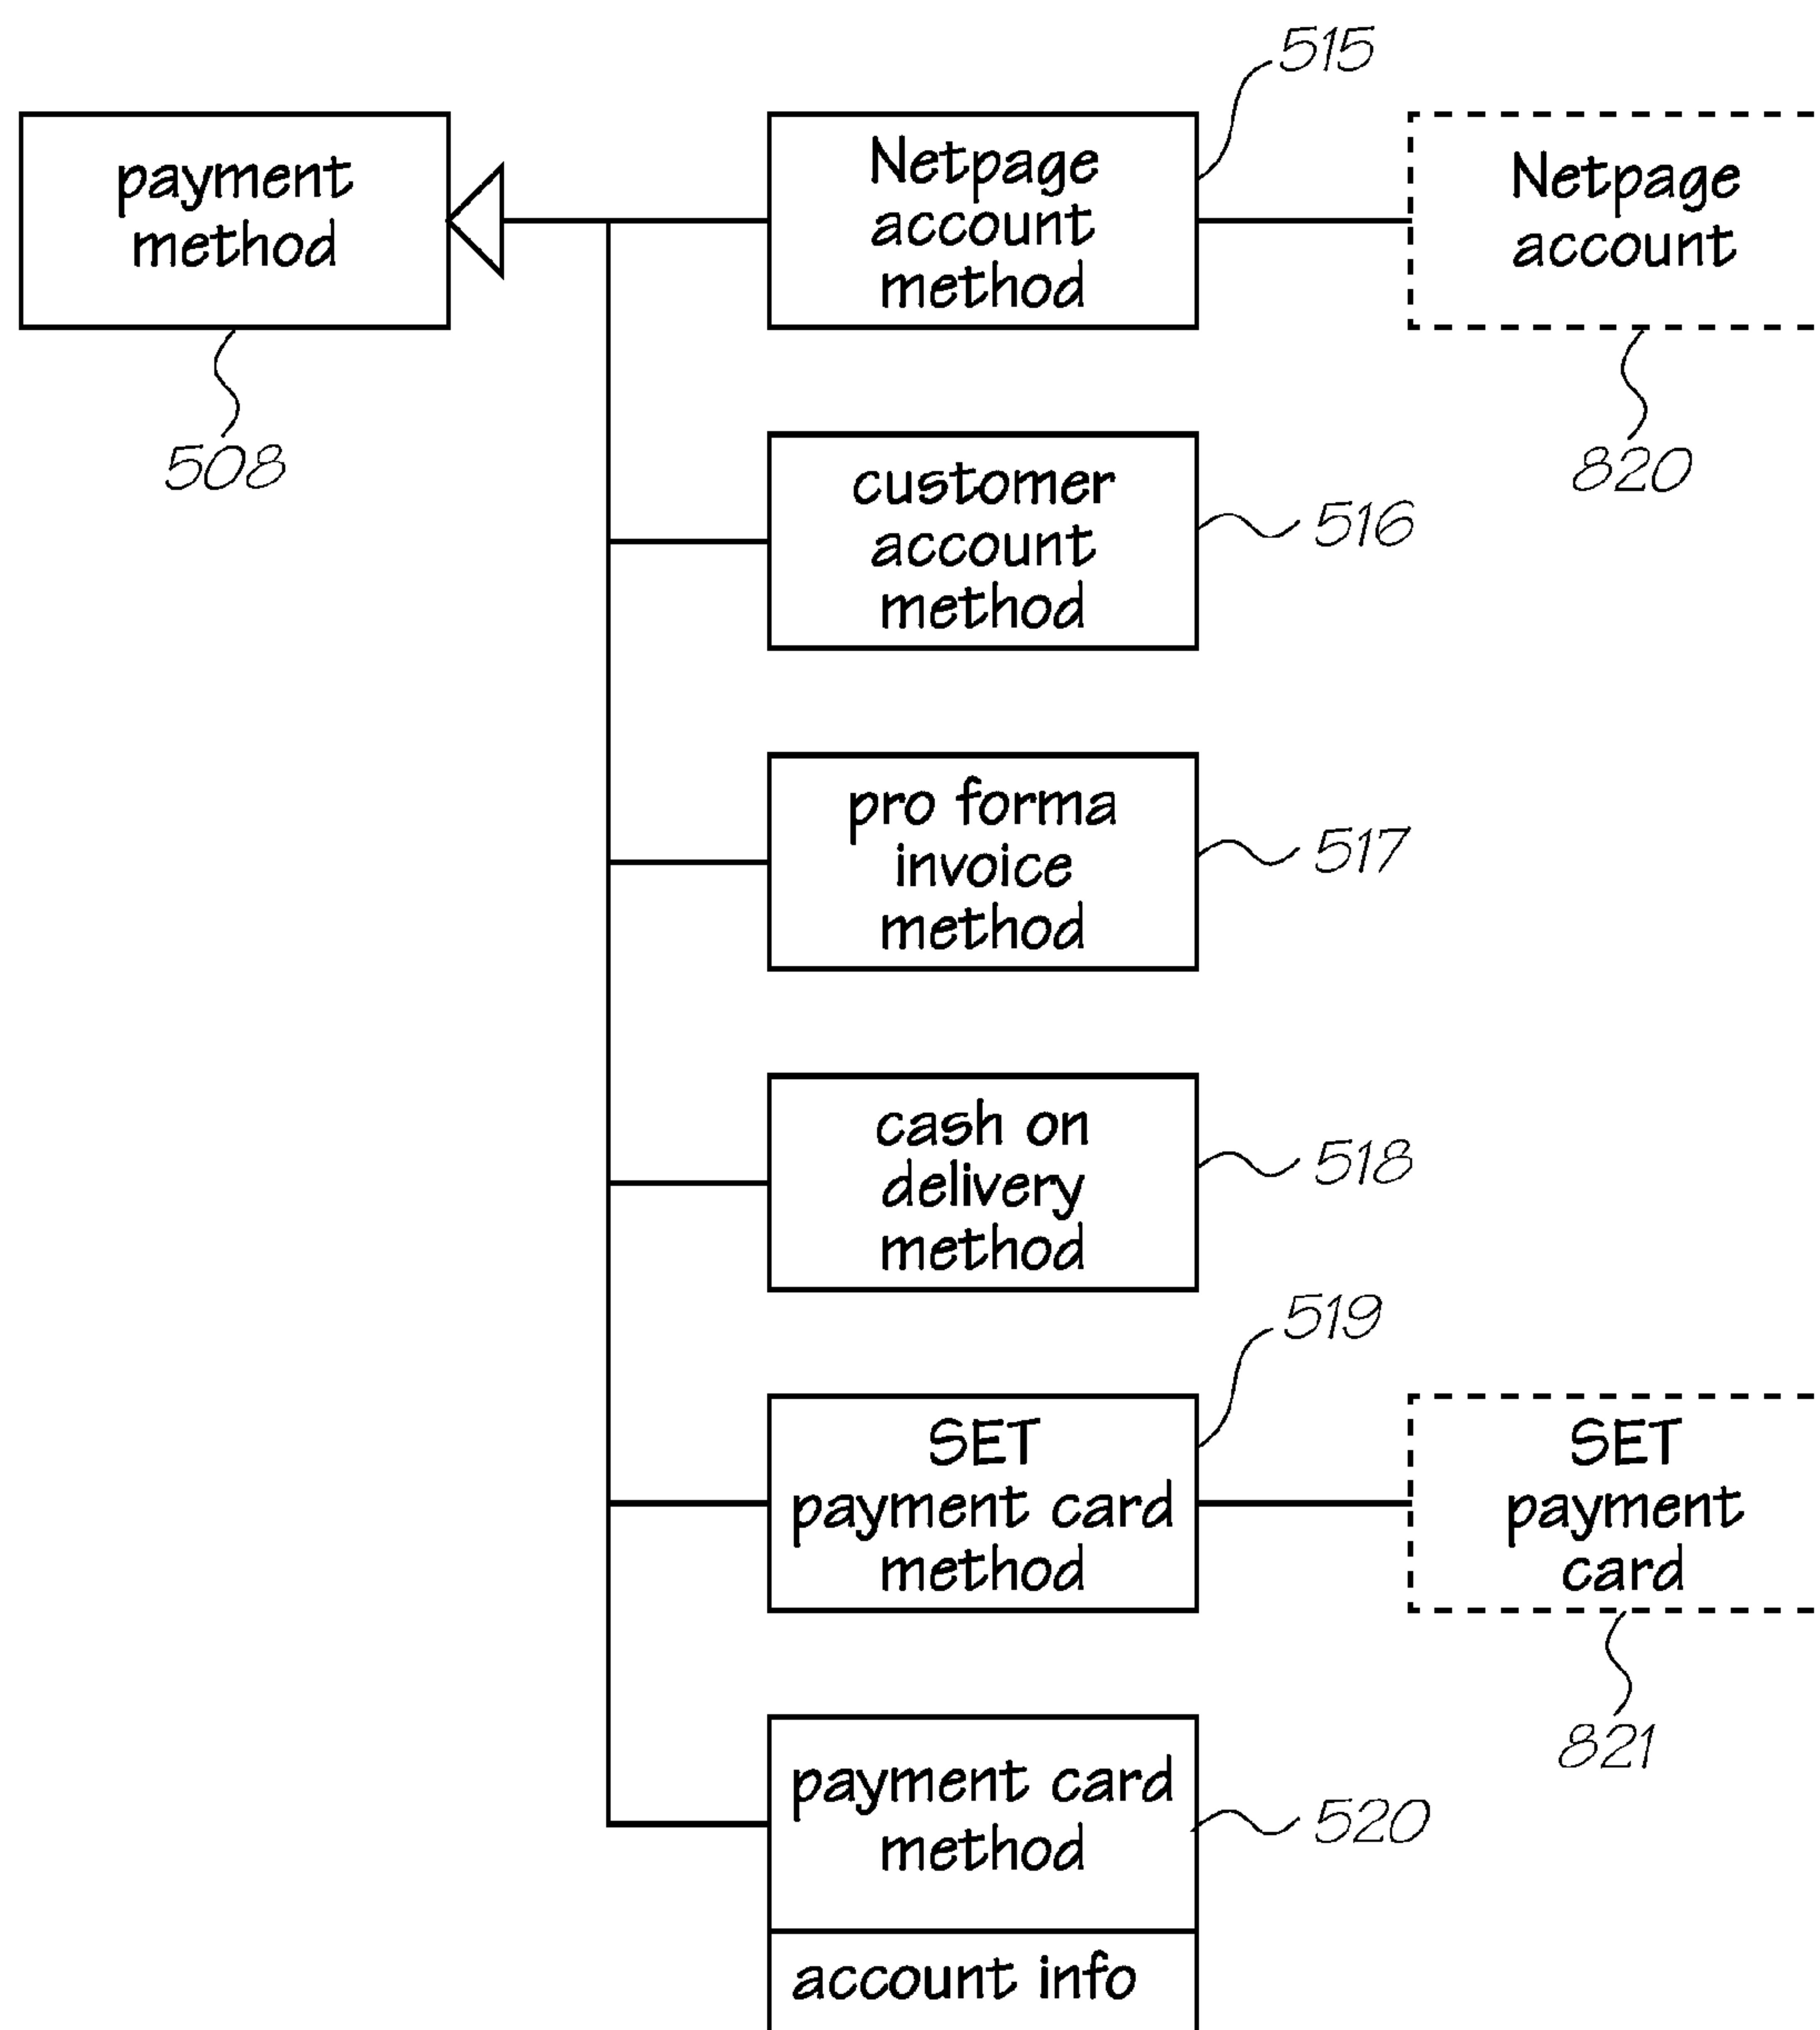 515
payment
method
Netpage
account
method
Netpage
account
508
820
customer
account
method
516
pro forma
invoice
method
517
cash on
delivery
method
518
519
SET
payment card
method
SET
payment
card
821
payment card
method
520
account info